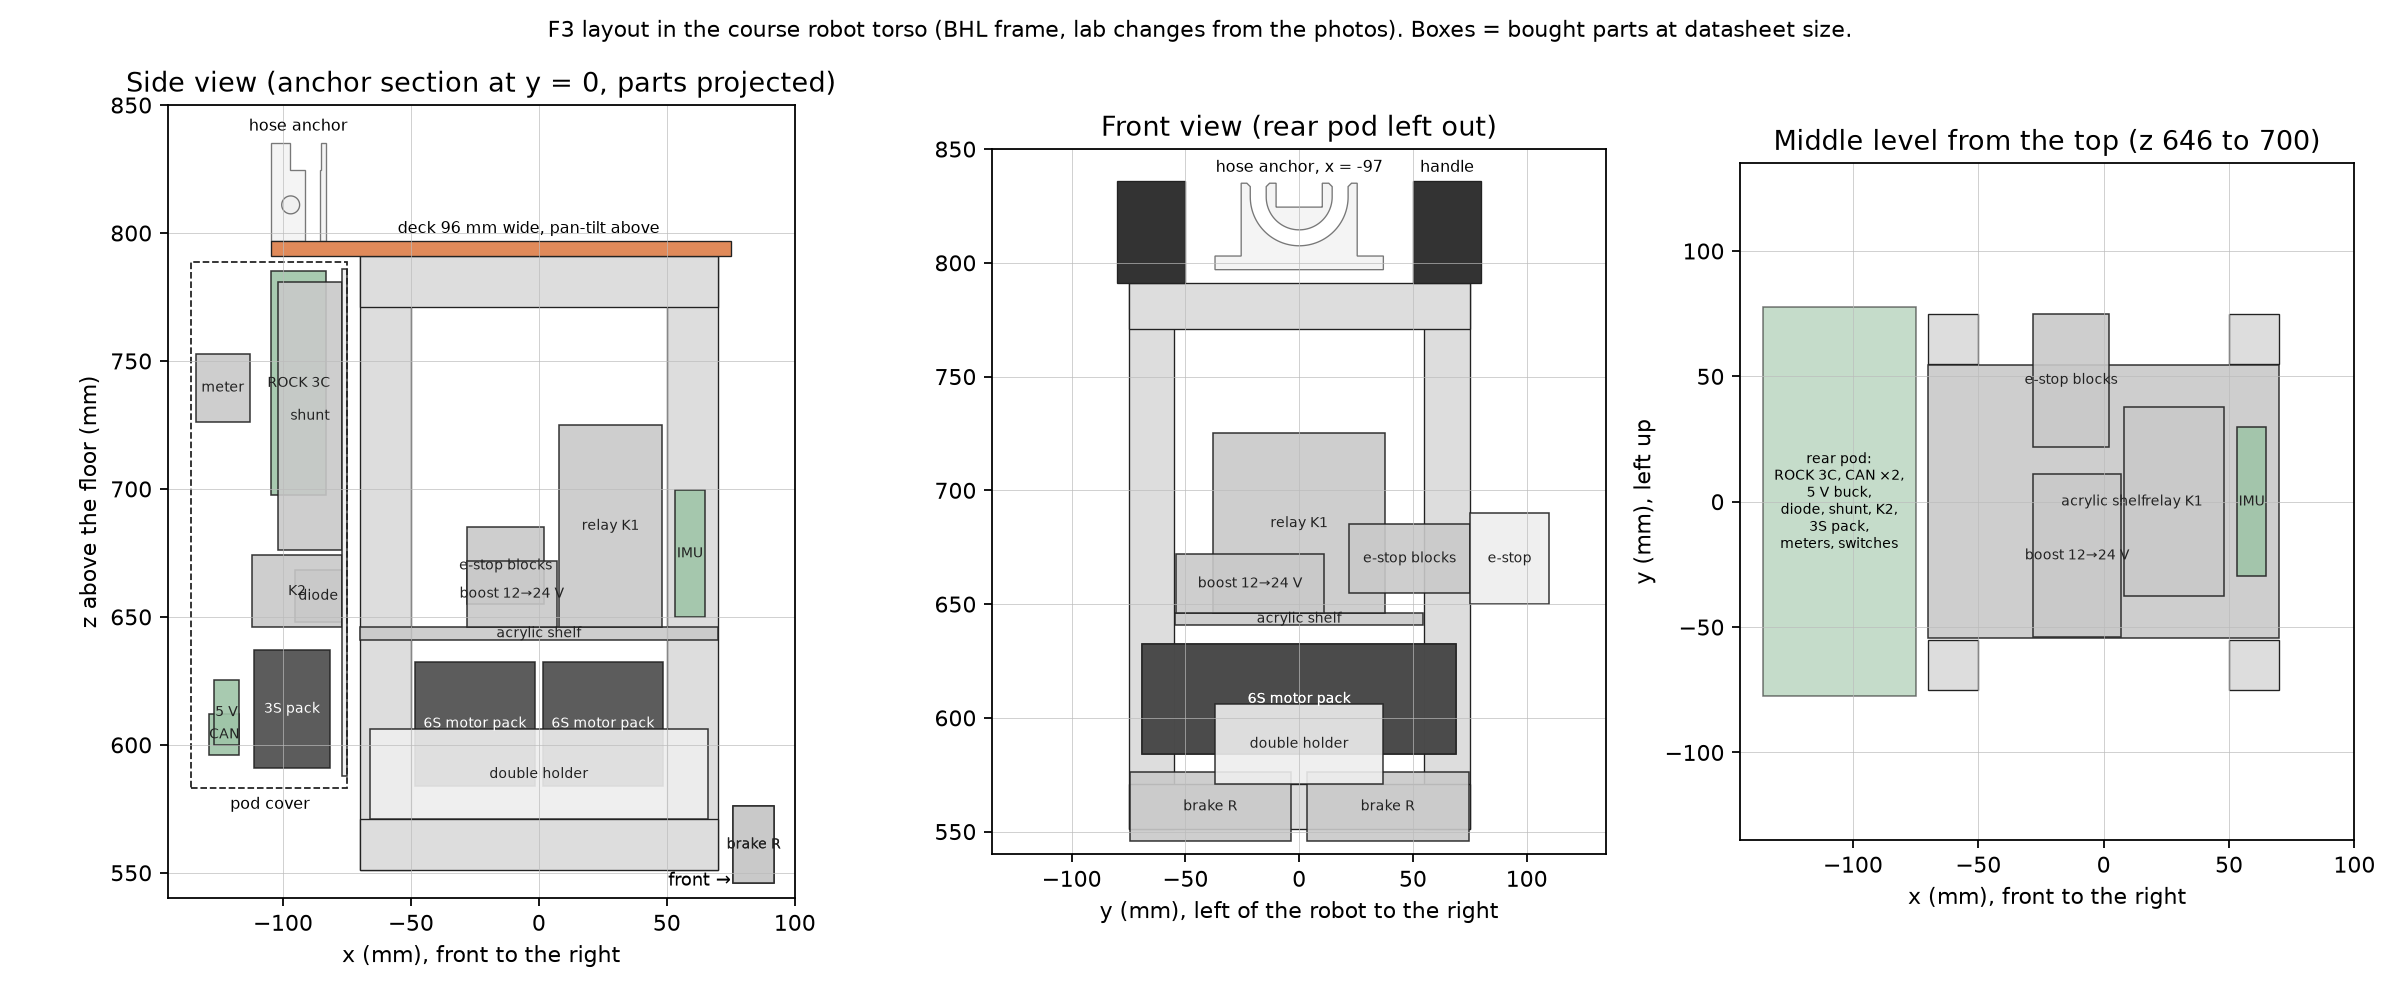 F3 layout in the course robot torso (BHL frame, lab changes from the photos). Boxes = bought parts at datasheet size.
Side view (anchor section at y = 0, parts projected)
850
800
750
700
650
600
550
z above the floor (mm)
hose anchor
deck 96 mm wide, pan-tilt above
meter
ROCK 3C
shunt
K2
diode
5 V
CAN
3S pack
pod cover
relay K1
IMU
e-stop blocks
boost 12→24 V
acrylic shelf
6S motor pack
6S motor pack
double holder
brake R
front →
−100
−50
0
50
100
x (mm), front to the right
Front view (rear pod left out)
850
800
750
700
650
600
550
hose anchor, x = -97
handle
relay K1
e-stop blocks
e-stop
boost 12→24 V
acrylic shelf
6S motor pack
double holder
brake R
brake R
−100
−50
0
50
100
y (mm), left of the robot to the right
Middle level from the top (z 646 to 700)
100
50
0
−50
−100
y (mm), left up
e-stop blocks
rear pod:
ROCK 3C, CAN ×2,
5 V buck,
diode, shunt, K2,
3S pack,
meters, switches
acrylic shelf
relay K1
IMU
boost 12→24 V
−100
−50
0
50
100
x (mm), front to the right